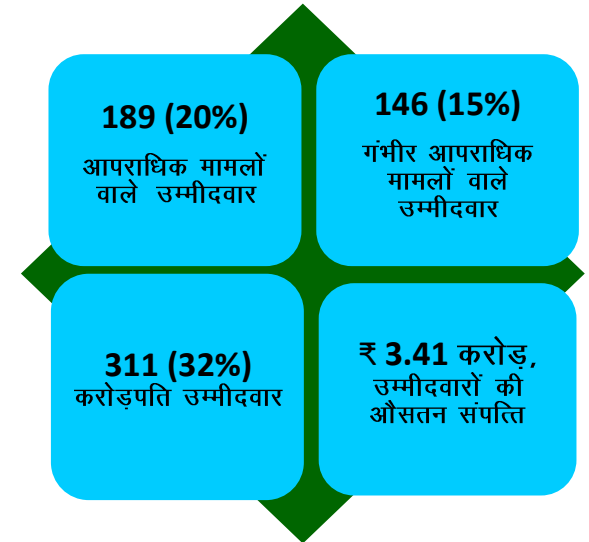 189 (20%)
आपराधिक मामलों
वाले उम्मीदवार
146 (15%)
गंभीर आपराधिक
मामलों वाले
उम्मीदवार
311 (32%)
करोड़पति उम्मीदवार
₹ 3.41 करोड़,
उम्मीदवारों की
औसतन संपत्ति